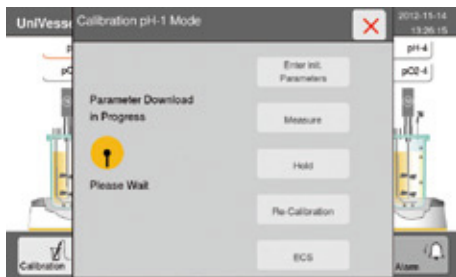 UniVesse
Calibration pH-1 Mode
2012-11-14
13:26:15
pH-4
pO2-4
Enter Init.
Parameters
Parameter Download
in Progress
Measure
Hold
Please Wait
Re-Calibration
ECS
Calibration
Alarm